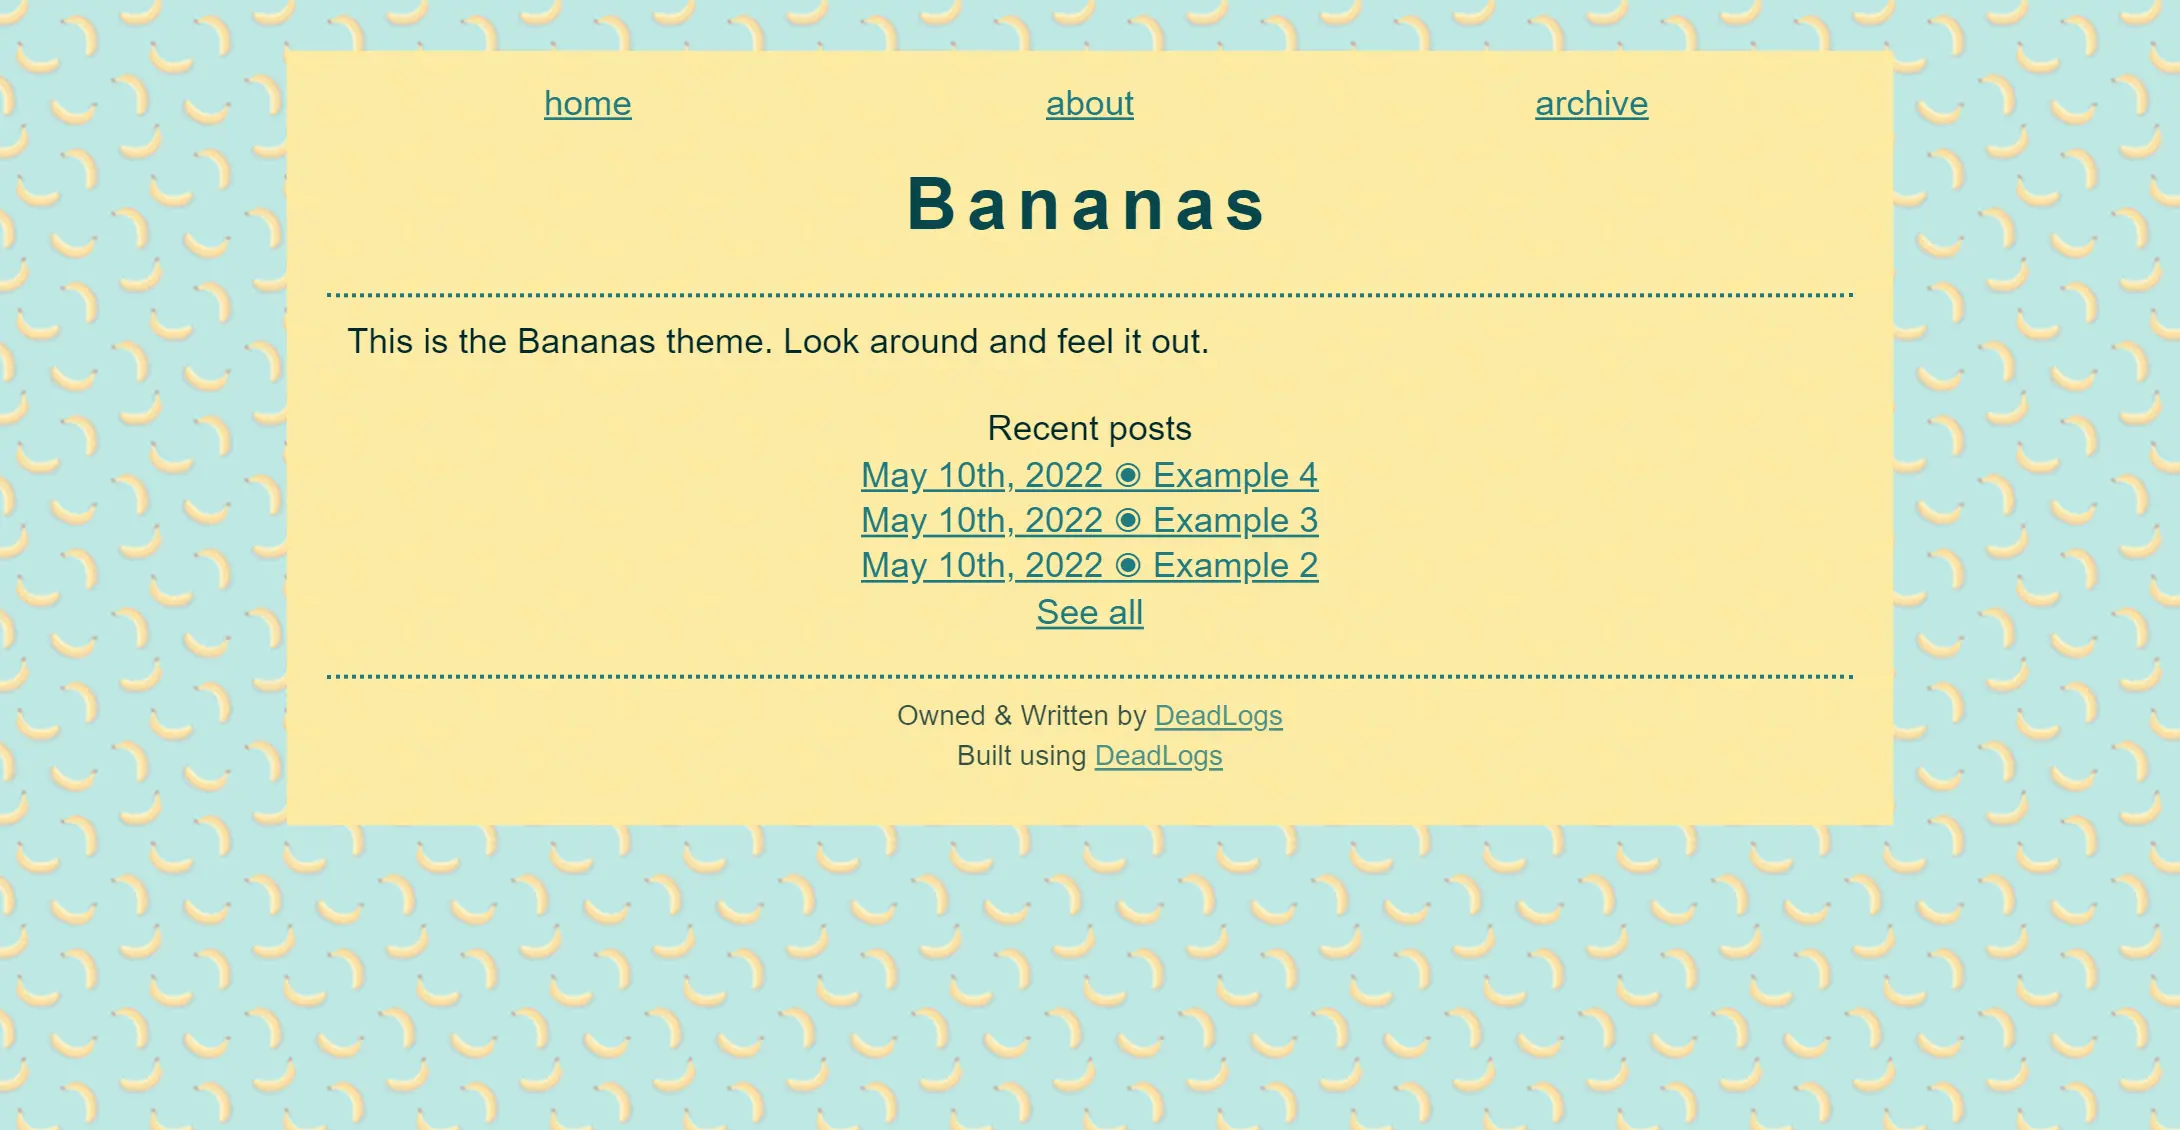 home about archive
Bananas
This is the Bananas theme. Look around and feel it out.
Recent posts
May 10th, 2022 ◉ Example 4
May 10th, 2022 ◉ Example 3
May 10th, 2022 ◉ Example 2
See all
Owned & Written by DeadLogs
Built using DeadLogs